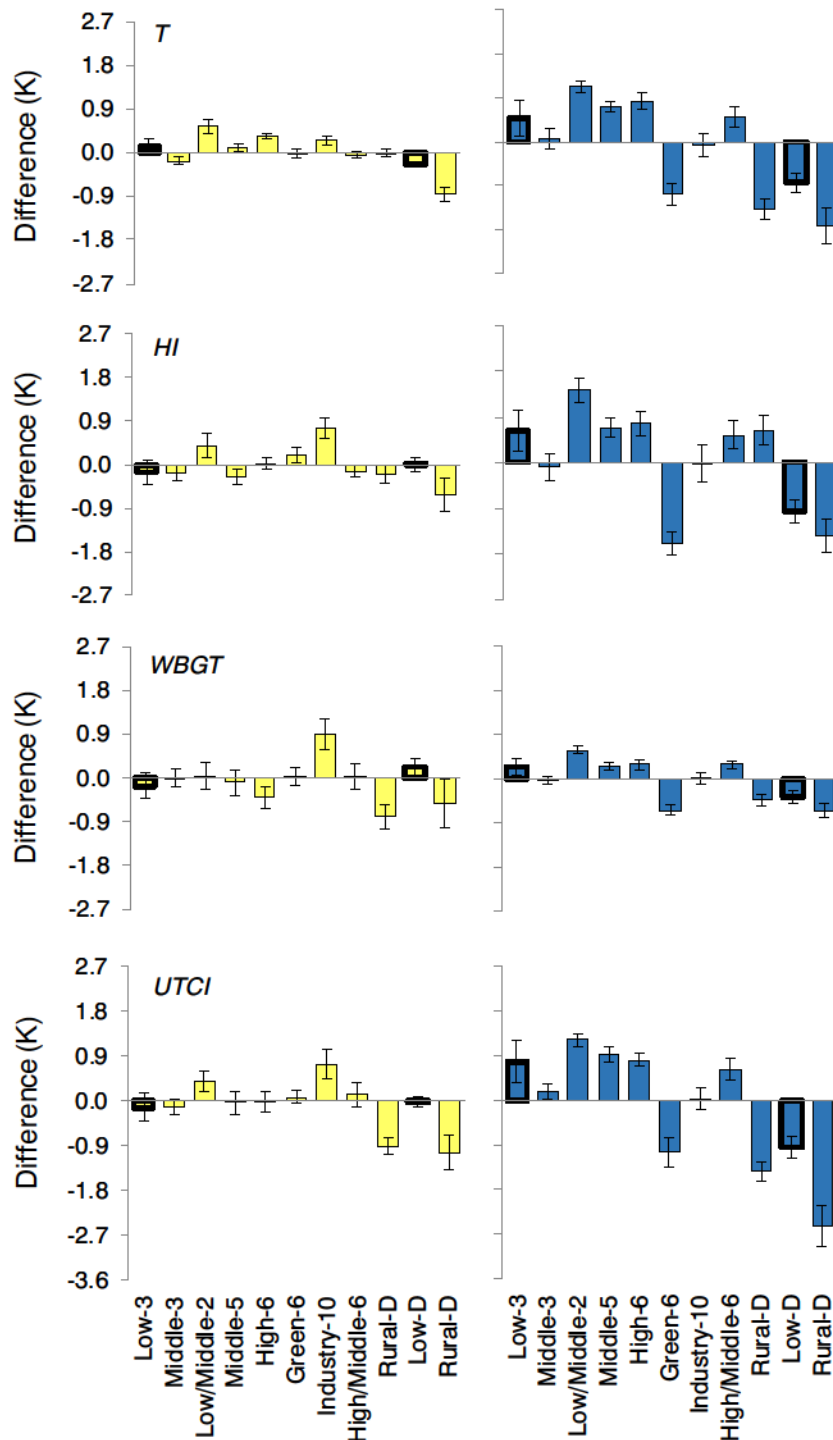 T
2.7
1.8
0.9
0.0
-0.9
-1.8
-2.7
Difference (K)
HI
2.7
1.8
0.9
0.0
-0.9
-1.8
-2.7
Difference (K)
WBGT
2.7
1.8
0.9
0.0
-0.9
-1.8
-2.7
Difference (K)
UTCI
2.7
1.8
0.9
0.0
-0.9
-1.8
-2.7
-3.6
Difference (K)
Low-3
Middle-3
Low/Middle-2
Middle-5
High-6
Green-6
Industry-10
High/Middle-6
Rural-D
Low-D
Rural-D
Low-3
Middle-3
Low/Middle-2
Middle-5
High-6
Green-6
Industry-10
High/Middle-6
Rural-D
Low-D
Rural-D